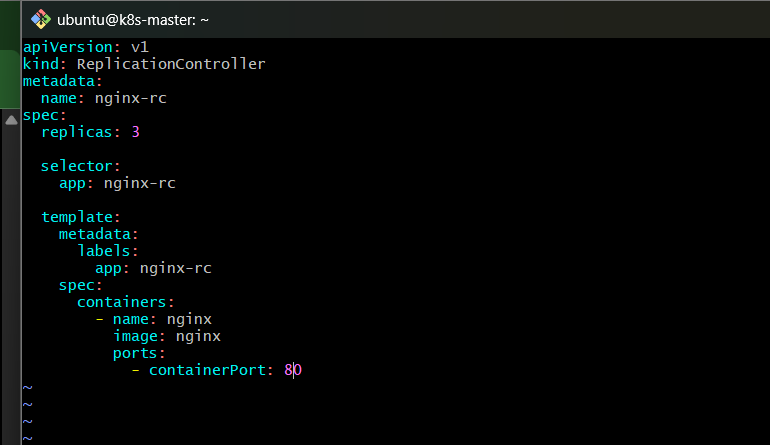 ubuntu@k8s-master: ~
apiVersion: v1
kind: ReplicationController
metadata:
  name: nginx-rc
spec:
  replicas: 3

  selector:
    app: nginx-rc

  template:
    metadata:
      labels:
        app: nginx-rc
    spec:
      containers:
        - name: nginx
          image: nginx
          ports:
            - containerPort: 80
~
~
~
~